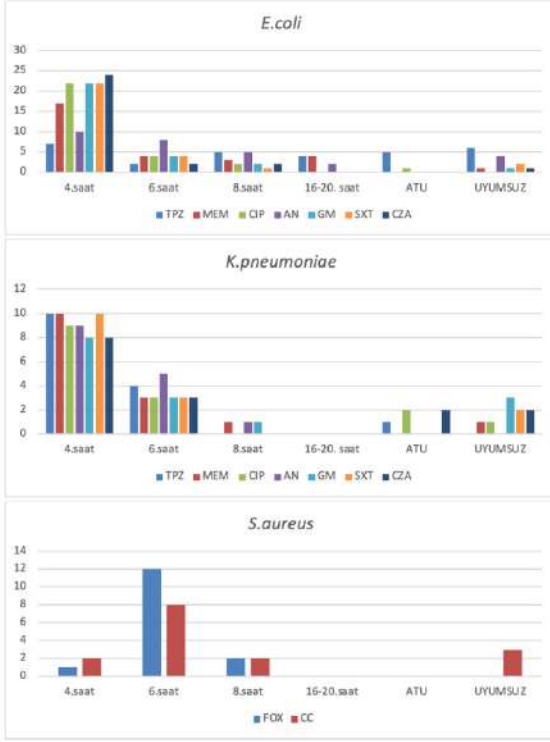 E.coli
30
25
20
15
10
5
0
4.saat 6.saat 8.saat 16-20. saat ATU UYUMSUZ
TPZ MEM CIP AN GM SXT CZA
K.pneumoniae
12
10
8
6
4
2
0
4.saat 6.saat 8.saat 16-20. saat ATU UYUMSUZ
TPZ MEM CIP AN GM SXT CZA
S.aureus
14
12
10
8
6
4
2
0
4.saat 6.saat 8.saat 16-20.saat ATU UYUMSUZ
FOX CC